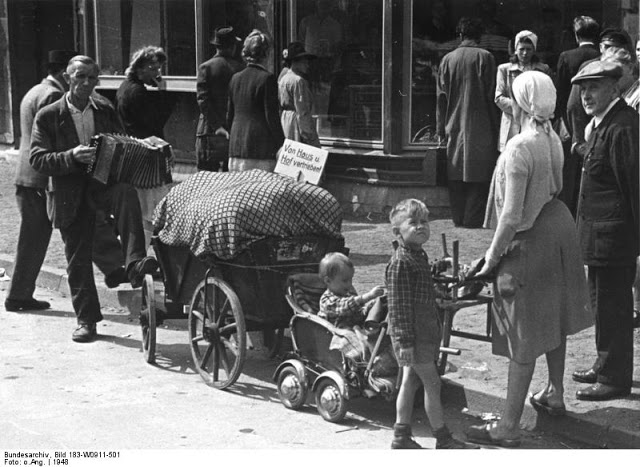 Von Haus u.
Hof vertrieben!
Bundesarchiv, Bild 183-W0911-501
Foto: o.Ang. | 1948